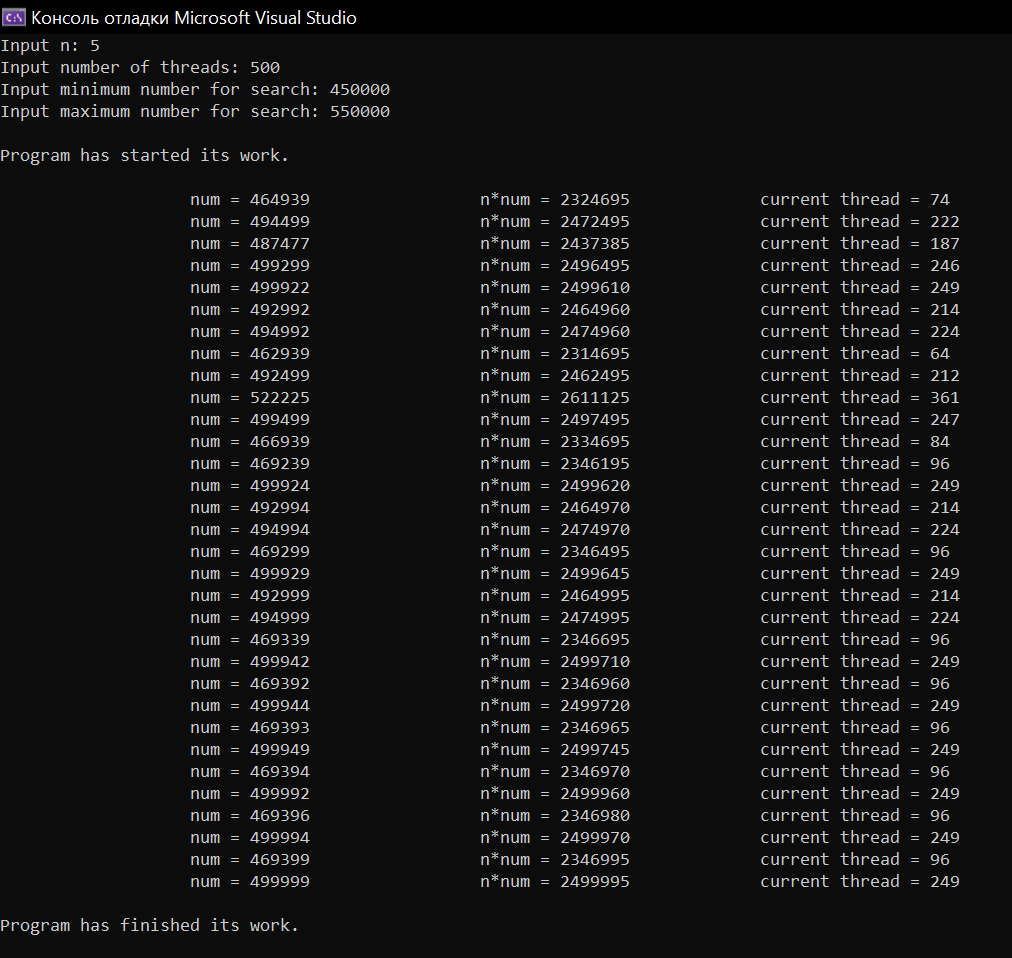 Консоль отладки Microsoft Visual Studio
Input n: 5
Input number of threads: 500
Input minimum number for search: 450000
Input maximum number for search: 550000
Program has started its work.
num = 464939 n*num = 2324695 current thread = 74
num = 494499 n*num = 2472495 current thread = 222
num = 487477 n*num = 2437385 current thread = 187
num = 499299 n*num = 2496495 current thread = 246
num = 499922 n*num = 2499610 current thread = 249
num = 492992 n*num = 2464960 current thread = 214
num = 494992 n*num = 2474960 current thread = 224
num = 462939 n*num = 2314695 current thread = 64
num = 492499 n*num = 2462495 current thread = 212
num = 522225 n*num = 2611125 current thread = 361
num = 499499 n*num = 2497495 current thread = 247
num = 466939 n*num = 2334695 current thread = 84
num = 469239 n*num = 2346195 current thread = 96
num = 499924 n*num = 2499620 current thread = 249
num = 492994 n*num = 2464970 current thread = 214
num = 494994 n*num = 2474970 current thread = 224
num = 469299 n*num = 2346495 current thread = 96
num = 499929 n*num = 2499645 current thread = 249
num = 492999 n*num = 2464995 current thread = 214
num = 494999 n*num = 2474995 current thread = 224
num = 469339 n*num = 2346695 current thread = 96
num = 499942 n*num = 2499710 current thread = 249
num = 469392 n*num = 2346960 current thread = 96
num = 499944 n*num = 2499720 current thread = 249
num = 469393 n*num = 2346965 current thread = 96
num = 499949 n*num = 2499745 current thread = 249
num = 469394 n*num = 2346970 current thread = 96
num = 499992 n*num = 2499960 current thread = 249
num = 469396 n*num = 2346980 current thread = 96
num = 499994 n*num = 2499970 current thread = 249
num = 469399 n*num = 2346995 current thread = 96
num = 499999 n*num = 2499995 current thread = 249
Program has finished its work.